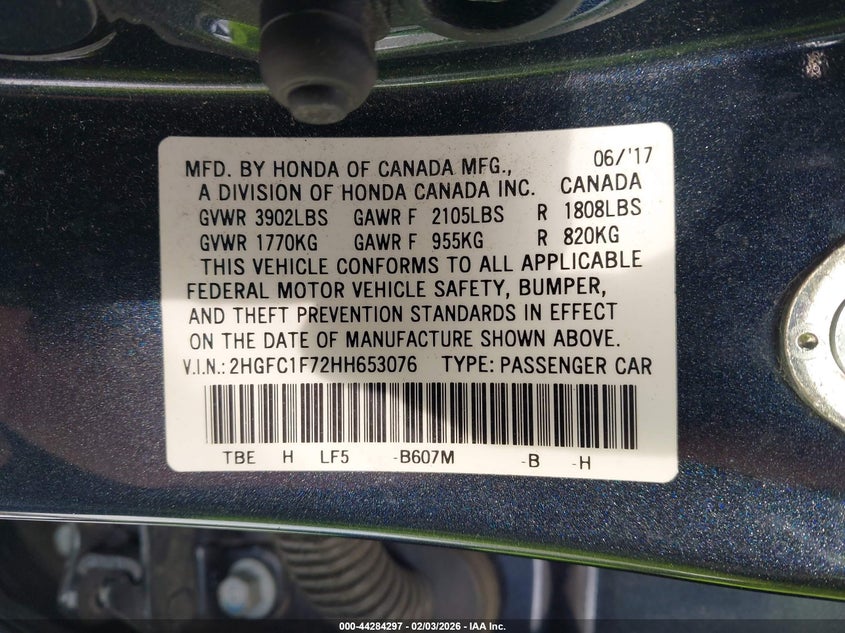 MFD. BY HONDA OF CANADA MFG., 06/'17
A DIVISION OF HONDA CANADA INC. CANADA
GVWR 3902LBS GAWR F 2105LBS R 1808LBS
GVWR 1770KG GAWR F 955KG R 820KG
THIS VEHICLE CONFORMS TO ALL APPLICABLE
FEDERAL MOTOR VEHICLE SAFETY, BUMPER,
AND THEFT PREVENTION STANDARDS IN EFFECT
ON THE DATE OF MANUFACTURE SHOWN ABOVE.
V.I.N.: 2HGFC1F72HH653076 TYPE: PASSENGER CAR
TBE H LF5 -B607M -B -H
000-44284297 - 02/03/2026 - IAA Inc.